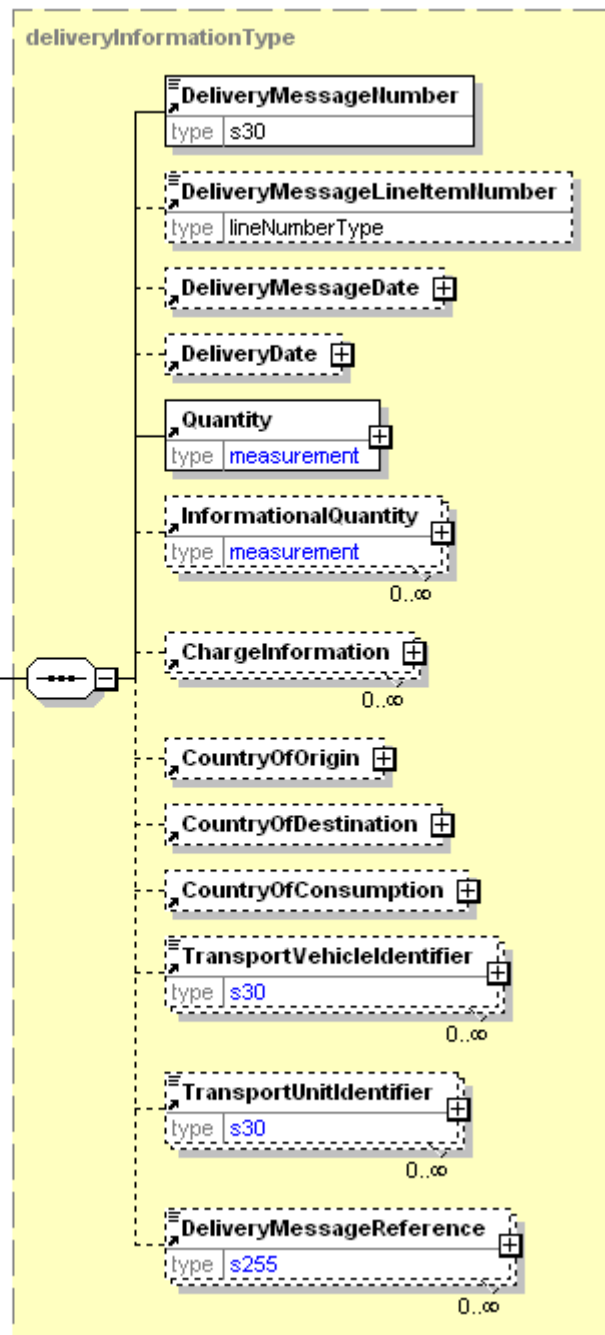 deliveryInformationType
DeliveryMessageNumber
type s30
DeliveryMessageLineItemNumber
type lineNumberType
DeliveryMessageDate
DeliveryDate
Quantity
type measurement
InformationalQuantity
type measurement
0..∞
ChargeInformation
0..∞
CountryOfOrigin
CountryOfDestination
CountryOfConsumption
TransportVehicleIdentifier
type s30
0..∞
TransportUnitIdentifier
type s30
0..∞
DeliveryMessageReference
type s255
0..∞